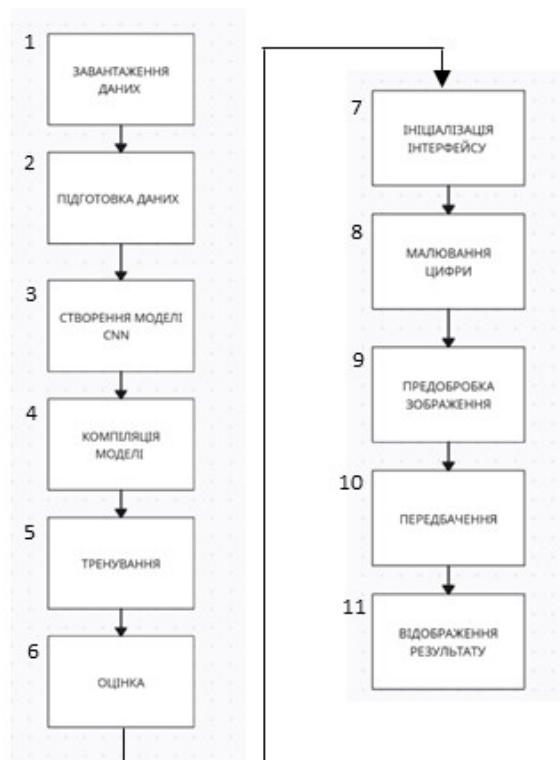 1
ЗАВАНТАЖЕННЯ
ДАНИХ
2
ПІДГОТОВКА ДАНИХ
3
СТВОРЕННЯ МОДЕЛІ
CNN
4
КОМПІЛЯЦІЯ
МОДЕЛІ
5
ТРЕНУВАННЯ
6
ОЦІНКА
7
ІНІЦІАЛІЗАЦІЯ
ІНТЕРФЕЙСУ
8
МАЛЮВАННЯ
ЦИФРИ
9
ПРЕДОБРОБКА
ЗОБРАЖЕННЯ
10
ПЕРЕДБАЧЕННЯ
11
ВІДОБРАЖЕННЯ
РЕЗУЛЬТАТУ